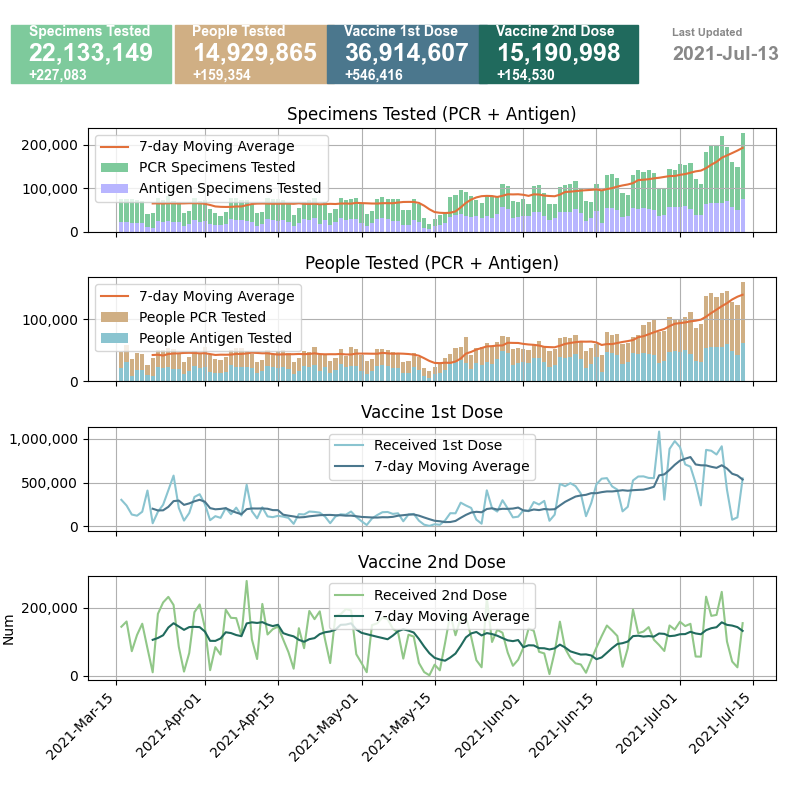 Specimens Tested
22,133,149
+227,083
People Tested
14,929,865
+159,354
Vaccine 1st Dose
36,914,607
+546,416
Vaccine 2nd Dose
15,190,998
+154,530
Last Updated
2021-Jul-13
Specimens Tested (PCR + Antigen)
200,000
100,000
0
7-day Moving Average
PCR Specimens Tested
Antigen Specimens Tested
People Tested (PCR + Antigen)
100,000
0
7-day Moving Average
People PCR Tested
People Antigen Tested
Vaccine 1st Dose
1,000,000
500,000
0
Received 1st Dose
7-day Moving Average
Vaccine 2nd Dose
200,000
0
Num
Received 2nd Dose
7-day Moving Average
2021-Mar-15
2021-Apr-01
2021-Apr-15
2021-May-01
2021-May-15
2021-Jun-01
2021-Jun-15
2021-Jul-01
2021-Jul-15